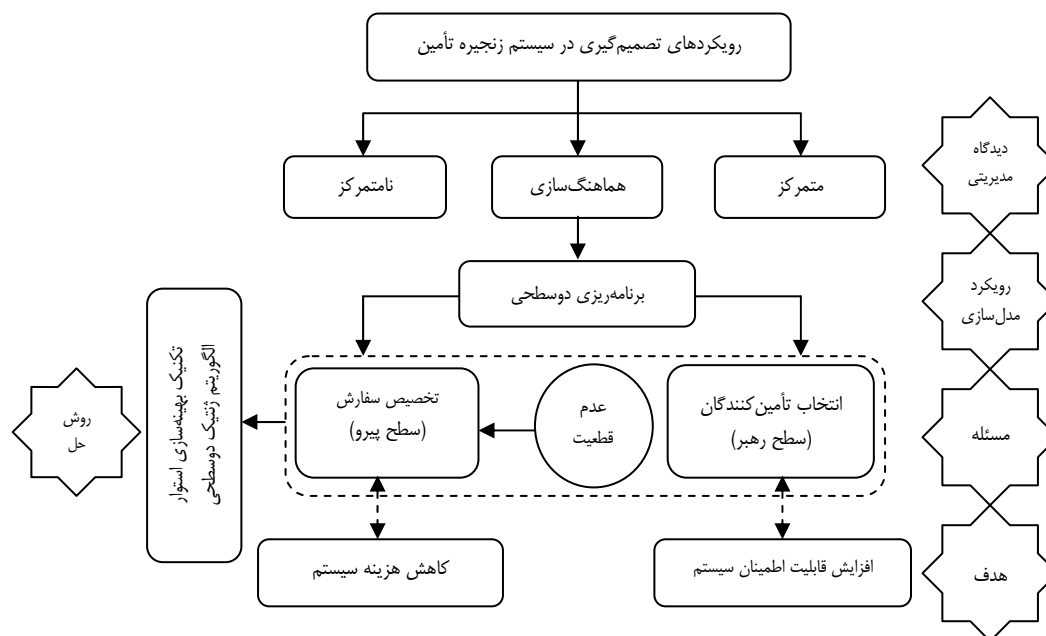 رویکردهای تصمیم‌گیری در سیستم زنجیره تأمین
متمرکز
هماهنگ‌سازی
نامتمرکز
دیدگاه
مدیریتی
برنامه‌ریزی دوسطحی
رویکرد
مدل‌سازی
انتخاب تأمین‌کنندگان
(سطح رهبر)
عدم
قطعیت
تخصیص سفارش
(سطح پیرو)
مسئله
تکنیک بهینه‌سازی استوار
الگوریتم ژنتیک دوسطحی
روش
حل
افزایش قابلیت اطمینان سیستم
کاهش هزینه سیستم
هدف